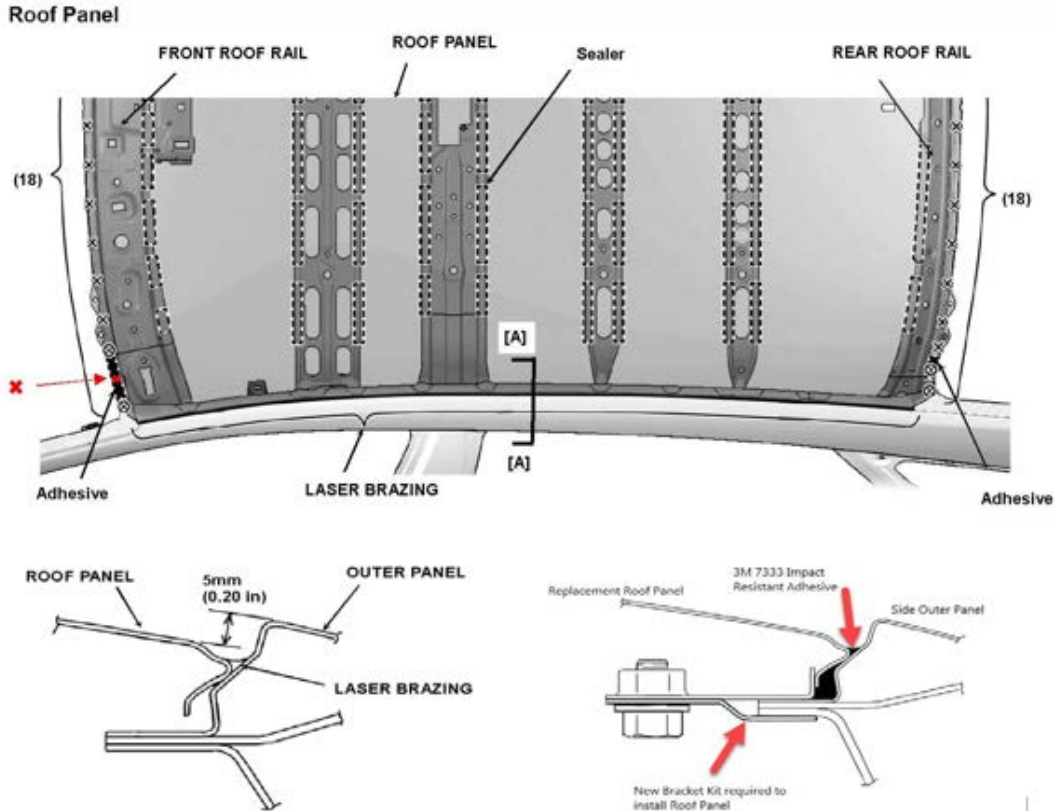 Roof Panel
FRONT ROOF RAIL
ROOF PANEL
Sealer
REAR ROOF RAIL
(18)
(18)
[A]
[A]
Adhesive
LASER BRAZING
Adhesive
ROOF PANEL
5mm
(0.20 in)
OUTER PANEL
LASER BRAZING
3M 7333 Impact
Resistant Adhesive
Replacement Roof Panel
Side Outer Panel
New Bracket Kit required to
install Roof Panel